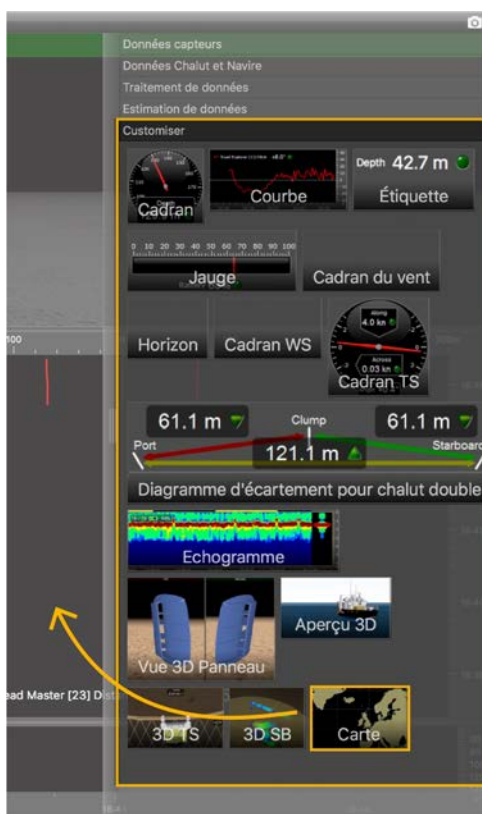 Données capteurs
Données Chalut et Navire
Traitement de données
Estimation de données
Customiser
Depth 42.7 m
Cadran
Courbe
Étiquette
0 10 20 30 40 50 60 70 80 90 100
Jauge
Cadran du vent
Along
4.0 kn
Across
0.03 kn
Horizon
Cadran WS
Cadran TS
61.1 m
Clump
61.1 m
Port
121.1 m
Starboard
Diagramme d'écartement pour chalut double
Echogramme
Aperçu 3D
Vue 3D Panneau
ead Master [23] Dist
3D TS
3D SB
Carte